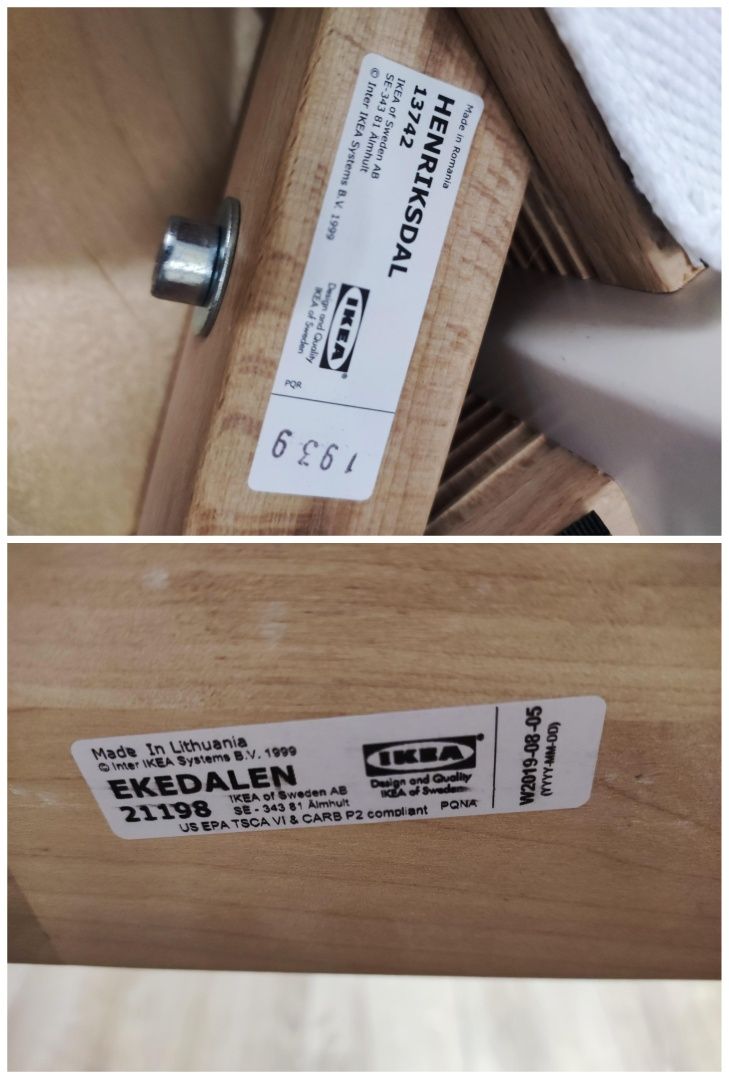 Made in Romania
HENRIKSDAL
13742
IKEA of Sweden AB
SE-343 81 Älmhult
© Inter IKEA Systems B.V. 1999
IKEA®
Design and Quality
IKEA of Sweden
PQR
1939
Made In Lithuania
© Inter IKEA Systems B.V. 1999
EKEDALEN
21198
IKEA of Sweden AB
SE - 343 81 Älmhult
US EPA TSCA VI & CARB P2 compliant
IKEA®
Design and Quality
IKEA of Sweden
PQNA
W2019-08-05
(YYYY-MM-DD)